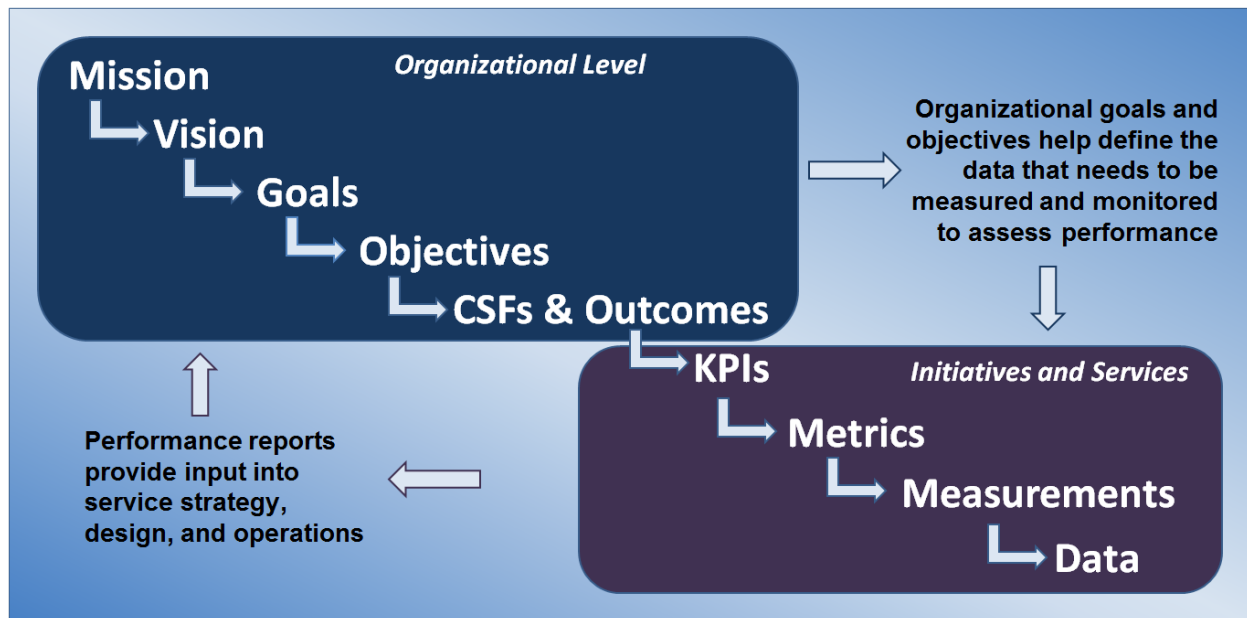 Organizational Level
Mission
Vision
Goals
Objectives
CSFs & Outcomes
Organizational goals and
objectives help define the
data that needs to be
measured and monitored
to assess performance
Initiatives and Services
KPIs
Metrics
Measurements
Data
Performance reports
provide input into
service strategy,
design, and operations